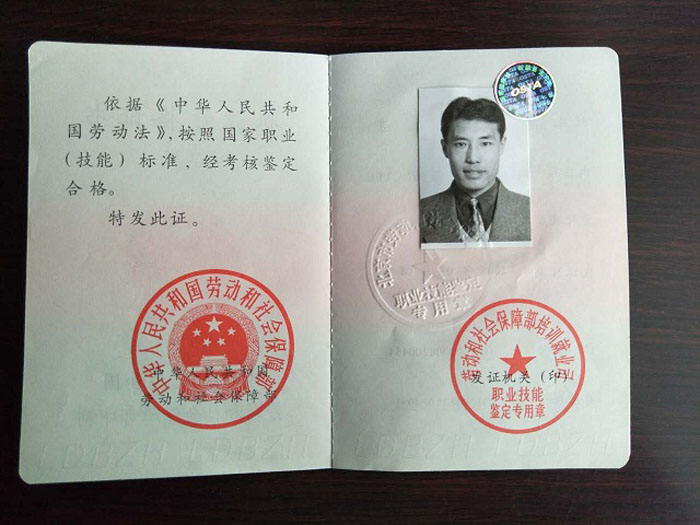 依据《中华人民共和
国劳动法》,按照国家职业
(技能)标准,经考核鉴定
合格。
特发此证。
中华人民共和国劳动和社会保障部
中华人民共和国
劳动和社会保障部
OSTA
职业技能鉴定
专用章
劳动和社会保障部培训就业司
发证机关(印)
职业技能
鉴定专用章
LDBZH LDBZH
LDBZH LDBZH